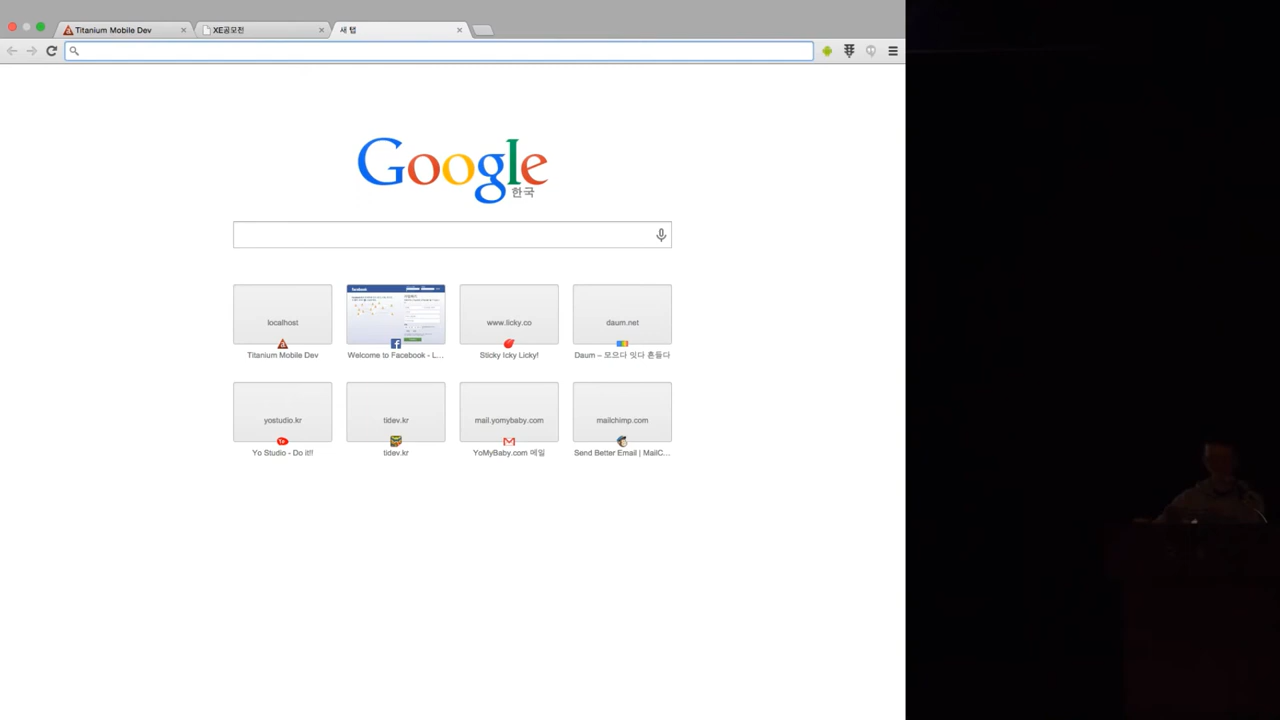 Titanium Mobile Dev
XE공모전
새 탭
Google
한국
localhost
facebook
www.licky.co
daum.net
Titanium Mobile Dev
Welcome to Facebook - L...
Sticky Icky Licky!
Daum – 모으다 잇다 흔들다
yostudio.kr
tidev.kr
mail.yomybaby.com
mailchimp.com
Yo Studio - Do it!!
tidev.kr
YoMyBaby.com 메일
Send Better Email | MailC...